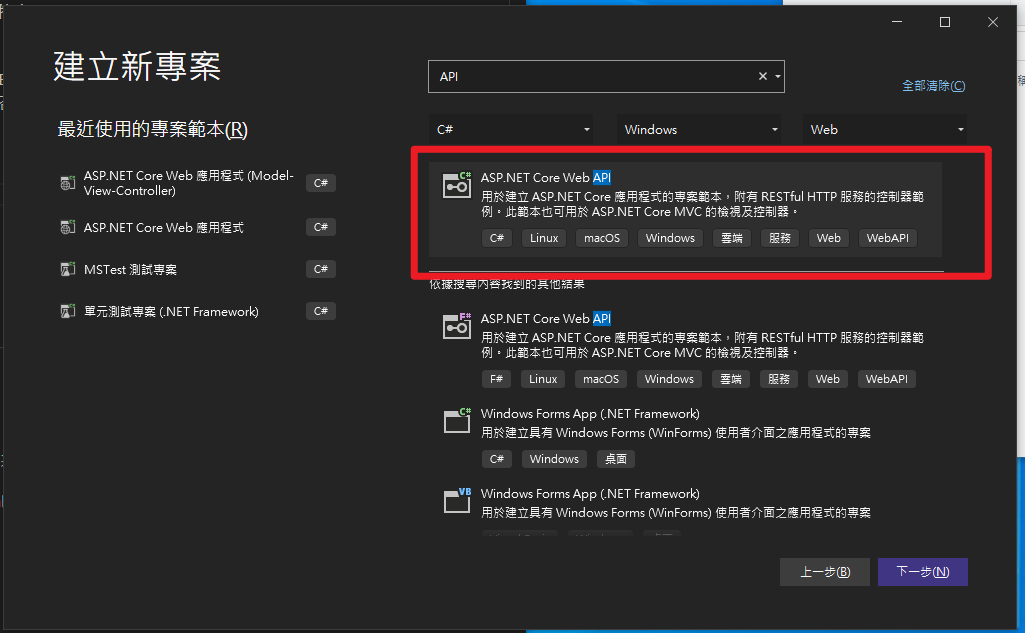 建立新專案
最近使用的專案範本(R)
ASP.NET Core Web 應用程式 (Model-
View-Controller)
C#
ASP.NET Core Web 應用程式
C#
MSTest 測試專案
C#
單元測試專案 (.NET Framework)
C#
API
全部清除(C)
C#
Windows
Web
ASP.NET Core Web API
用於建立 ASP.NET Core 應用程式的專案範本，附有 RESTful HTTP 服務的控制器範
例。此範本也可用於 ASP.NET Core MVC 的檢視及控制器。
C# Linux macOS Windows 雲端 服務 Web WebAPI
依據搜尋內容找到的其他結果
F#
ASP.NET Core Web API
用於建立 ASP.NET Core 應用程式的專案範本，附有 RESTful HTTP 服務的控制器範
例。此範本也可用於 ASP.NET Core MVC 的檢視及控制器。
F# Linux macOS Windows 雲端 服務 Web WebAPI
C#
Windows Forms App (.NET Framework)
用於建立具有 Windows Forms (WinForms) 使用者介面之應用程式的專案
C# Windows 桌面
VB
Windows Forms App (.NET Framework)
用於建立具有 Windows Forms (WinForms) 使用者介面之應用程式的專案
上一步(B)
下一步(N)